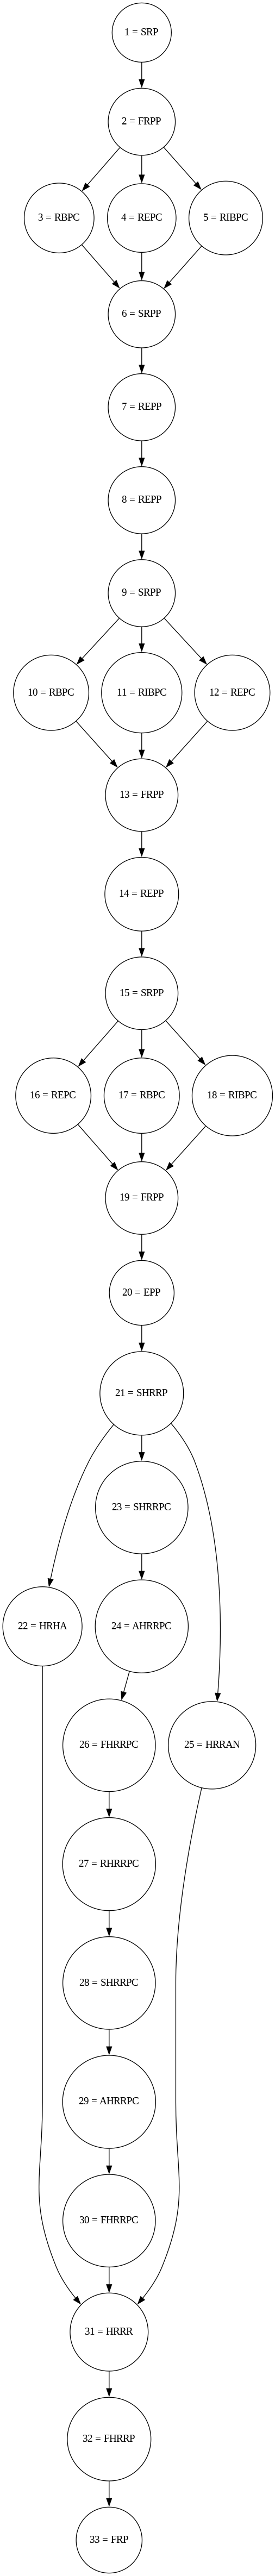 1 = SRP
2 = FRPP
3 = RBPC
4 = REPC
5 = RIBPC
6 = SRPP
7 = REPP
8 = REPP
9 = SRPP
10 = RBPC
11 = RIBPC
12 = REPC
13 = FRPP
14 = REPP
15 = SRPP
16 = REPC
17 = RBPC
18 = RIBPC
19 = FRPP
20 = EPP
21 = SHRRP
23 = SHRRPC
22 = HRHA
24 = AHRRPC
26 = FHRRPC
25 = HRRAN
27 = RHRRPC
28 = SHRRPC
29 = AHRRPC
30 = FHRRPC
31 = HRRR
32 = FHRRP
33 = FRP